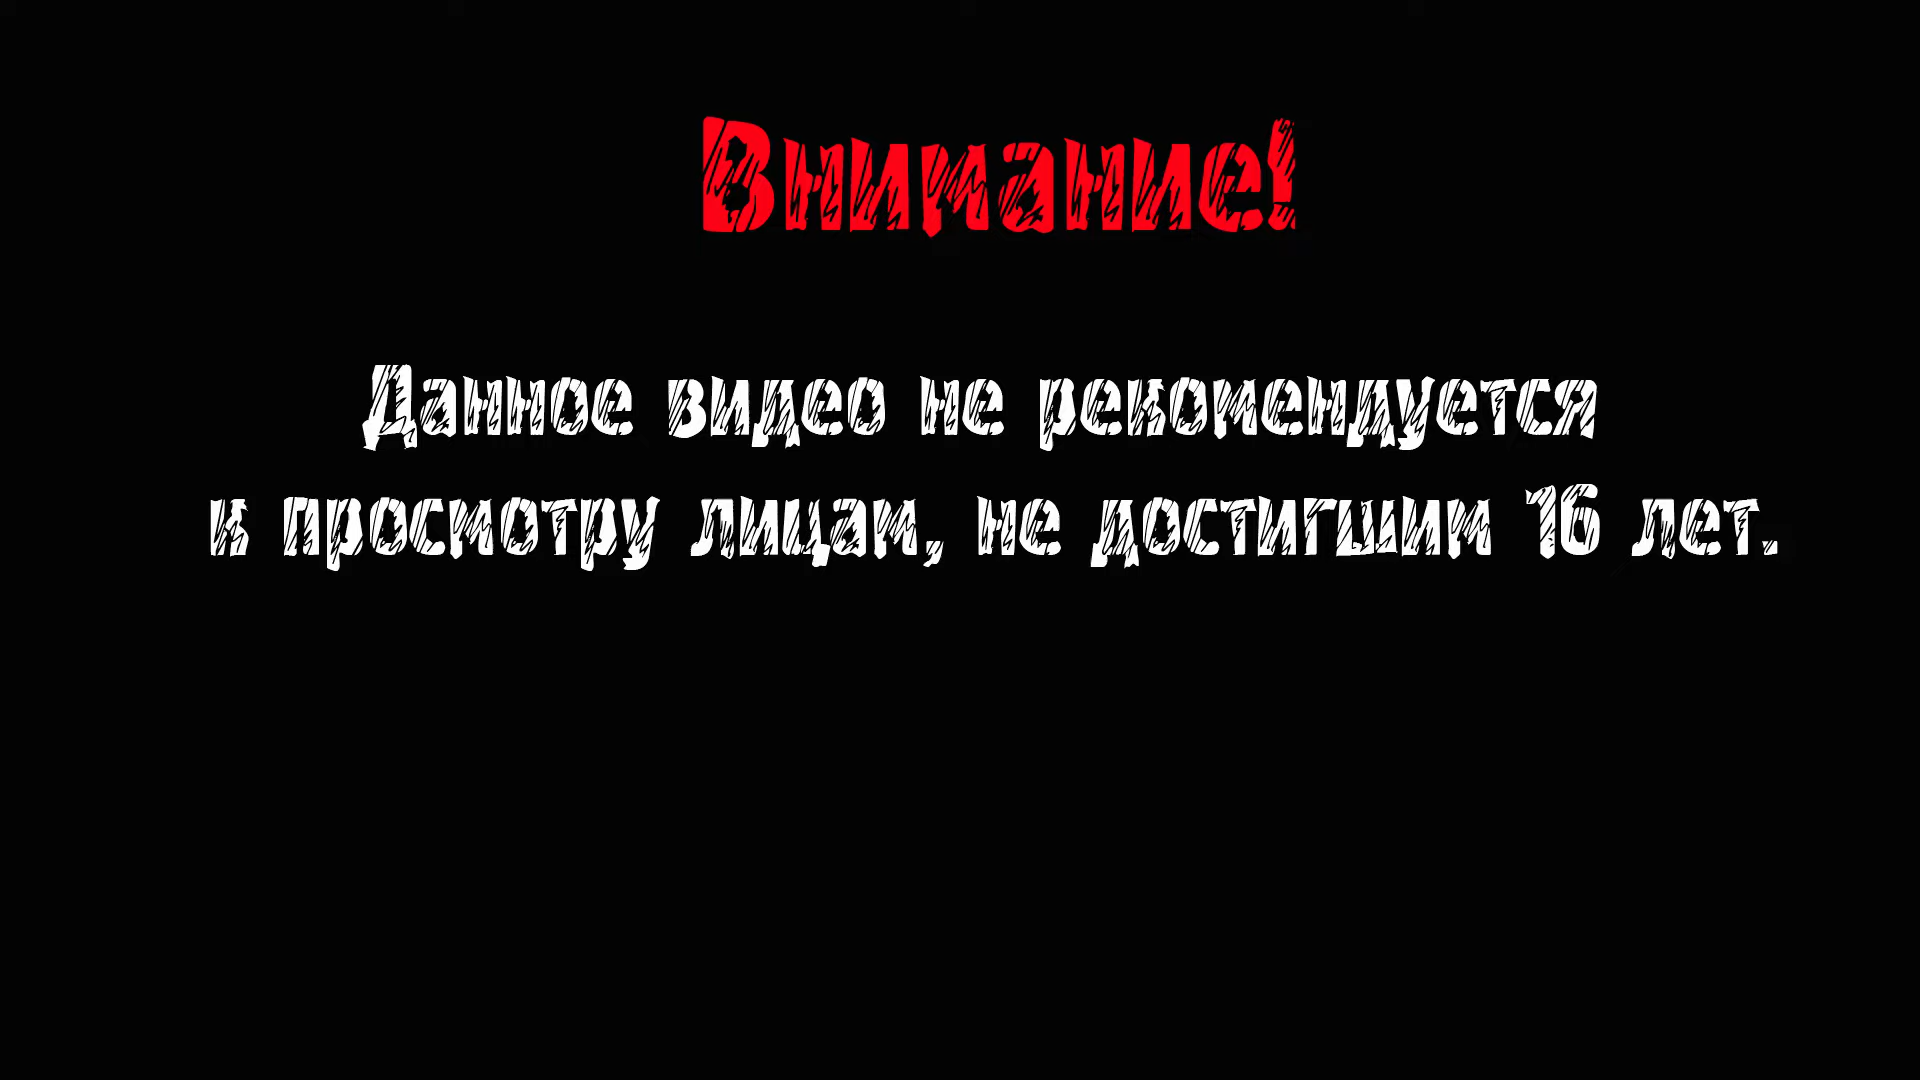 Внимание!
Данное видео не рекомендуется
к просмотру лицам, не достигшим 16 лет.